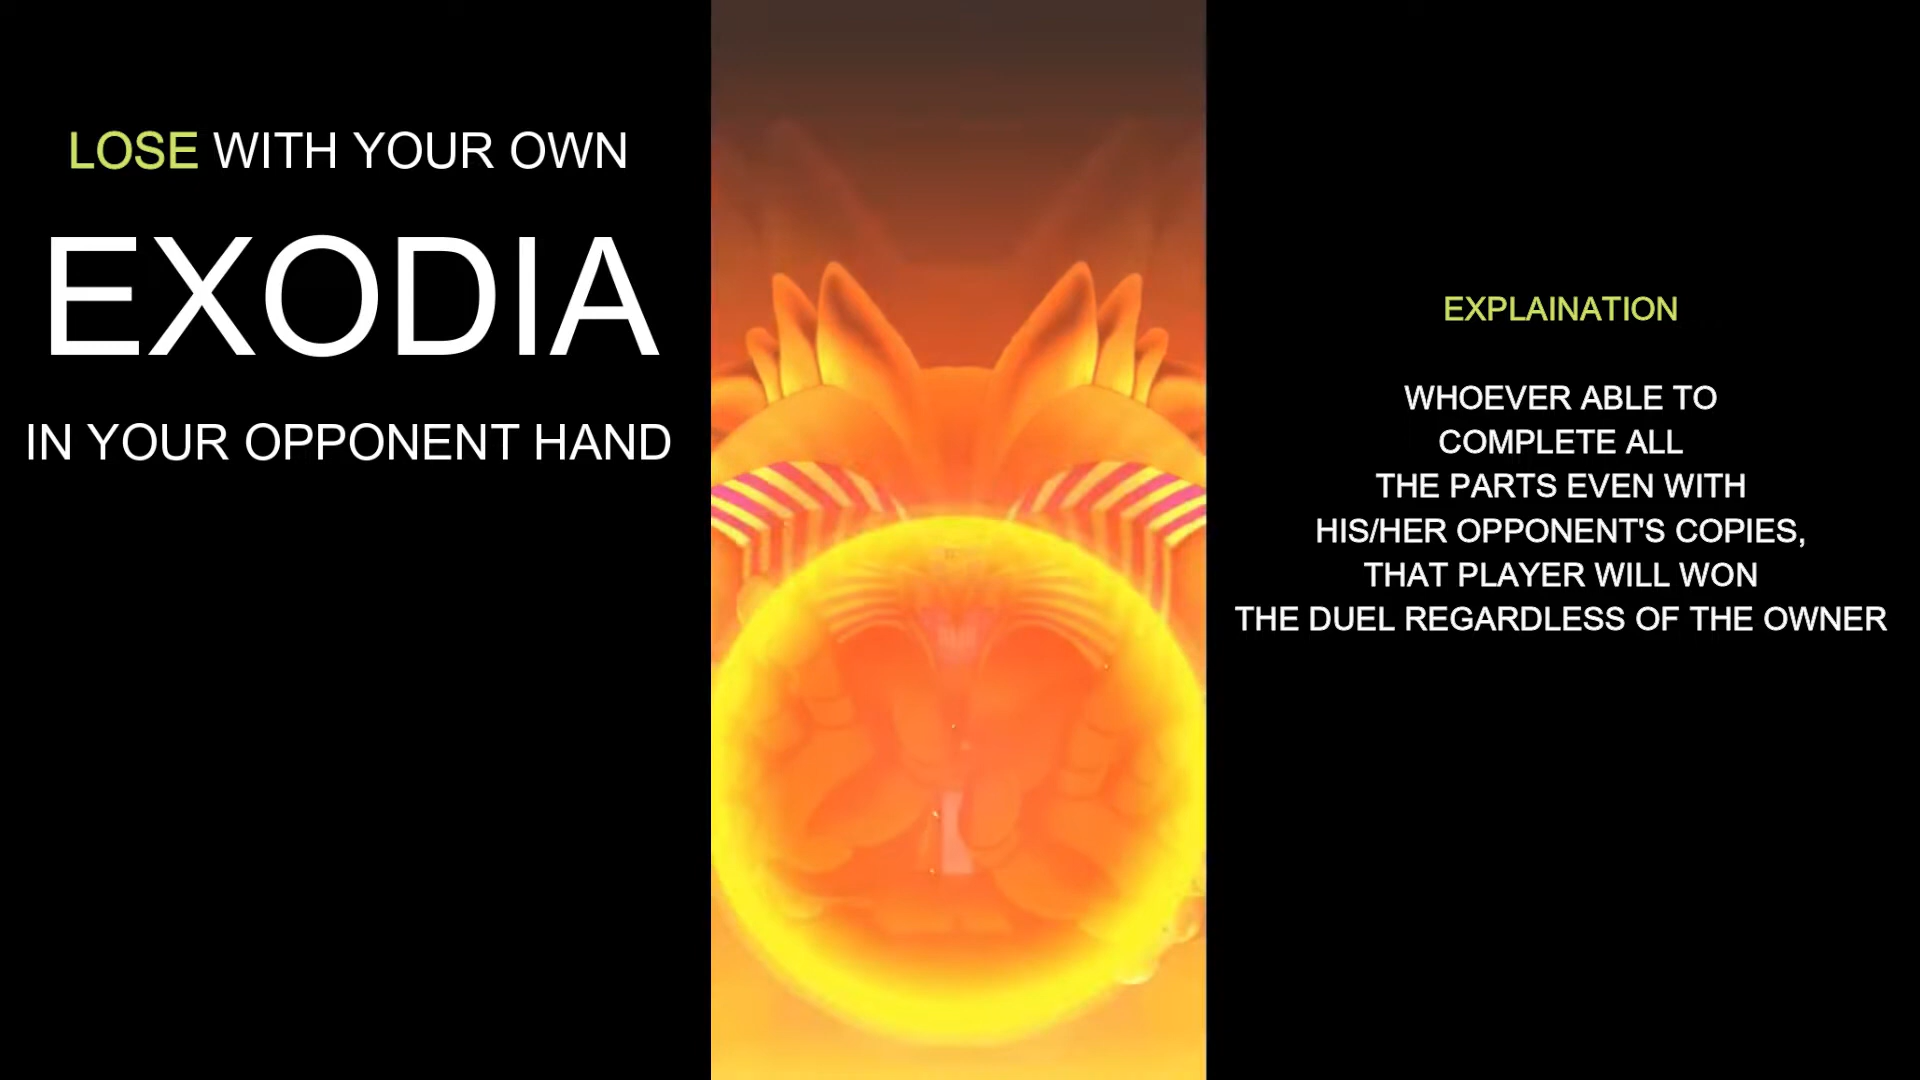 LOSE WITH YOUR OWN
EXODIA
IN YOUR OPPONENT HAND
EXPLAINATION
WHOEVER ABLE TO
COMPLETE ALL
THE PARTS EVEN WITH
HIS/HER OPPONENT'S COPIES,
THAT PLAYER WILL WON
THE DUEL REGARDLESS OF THE OWNER